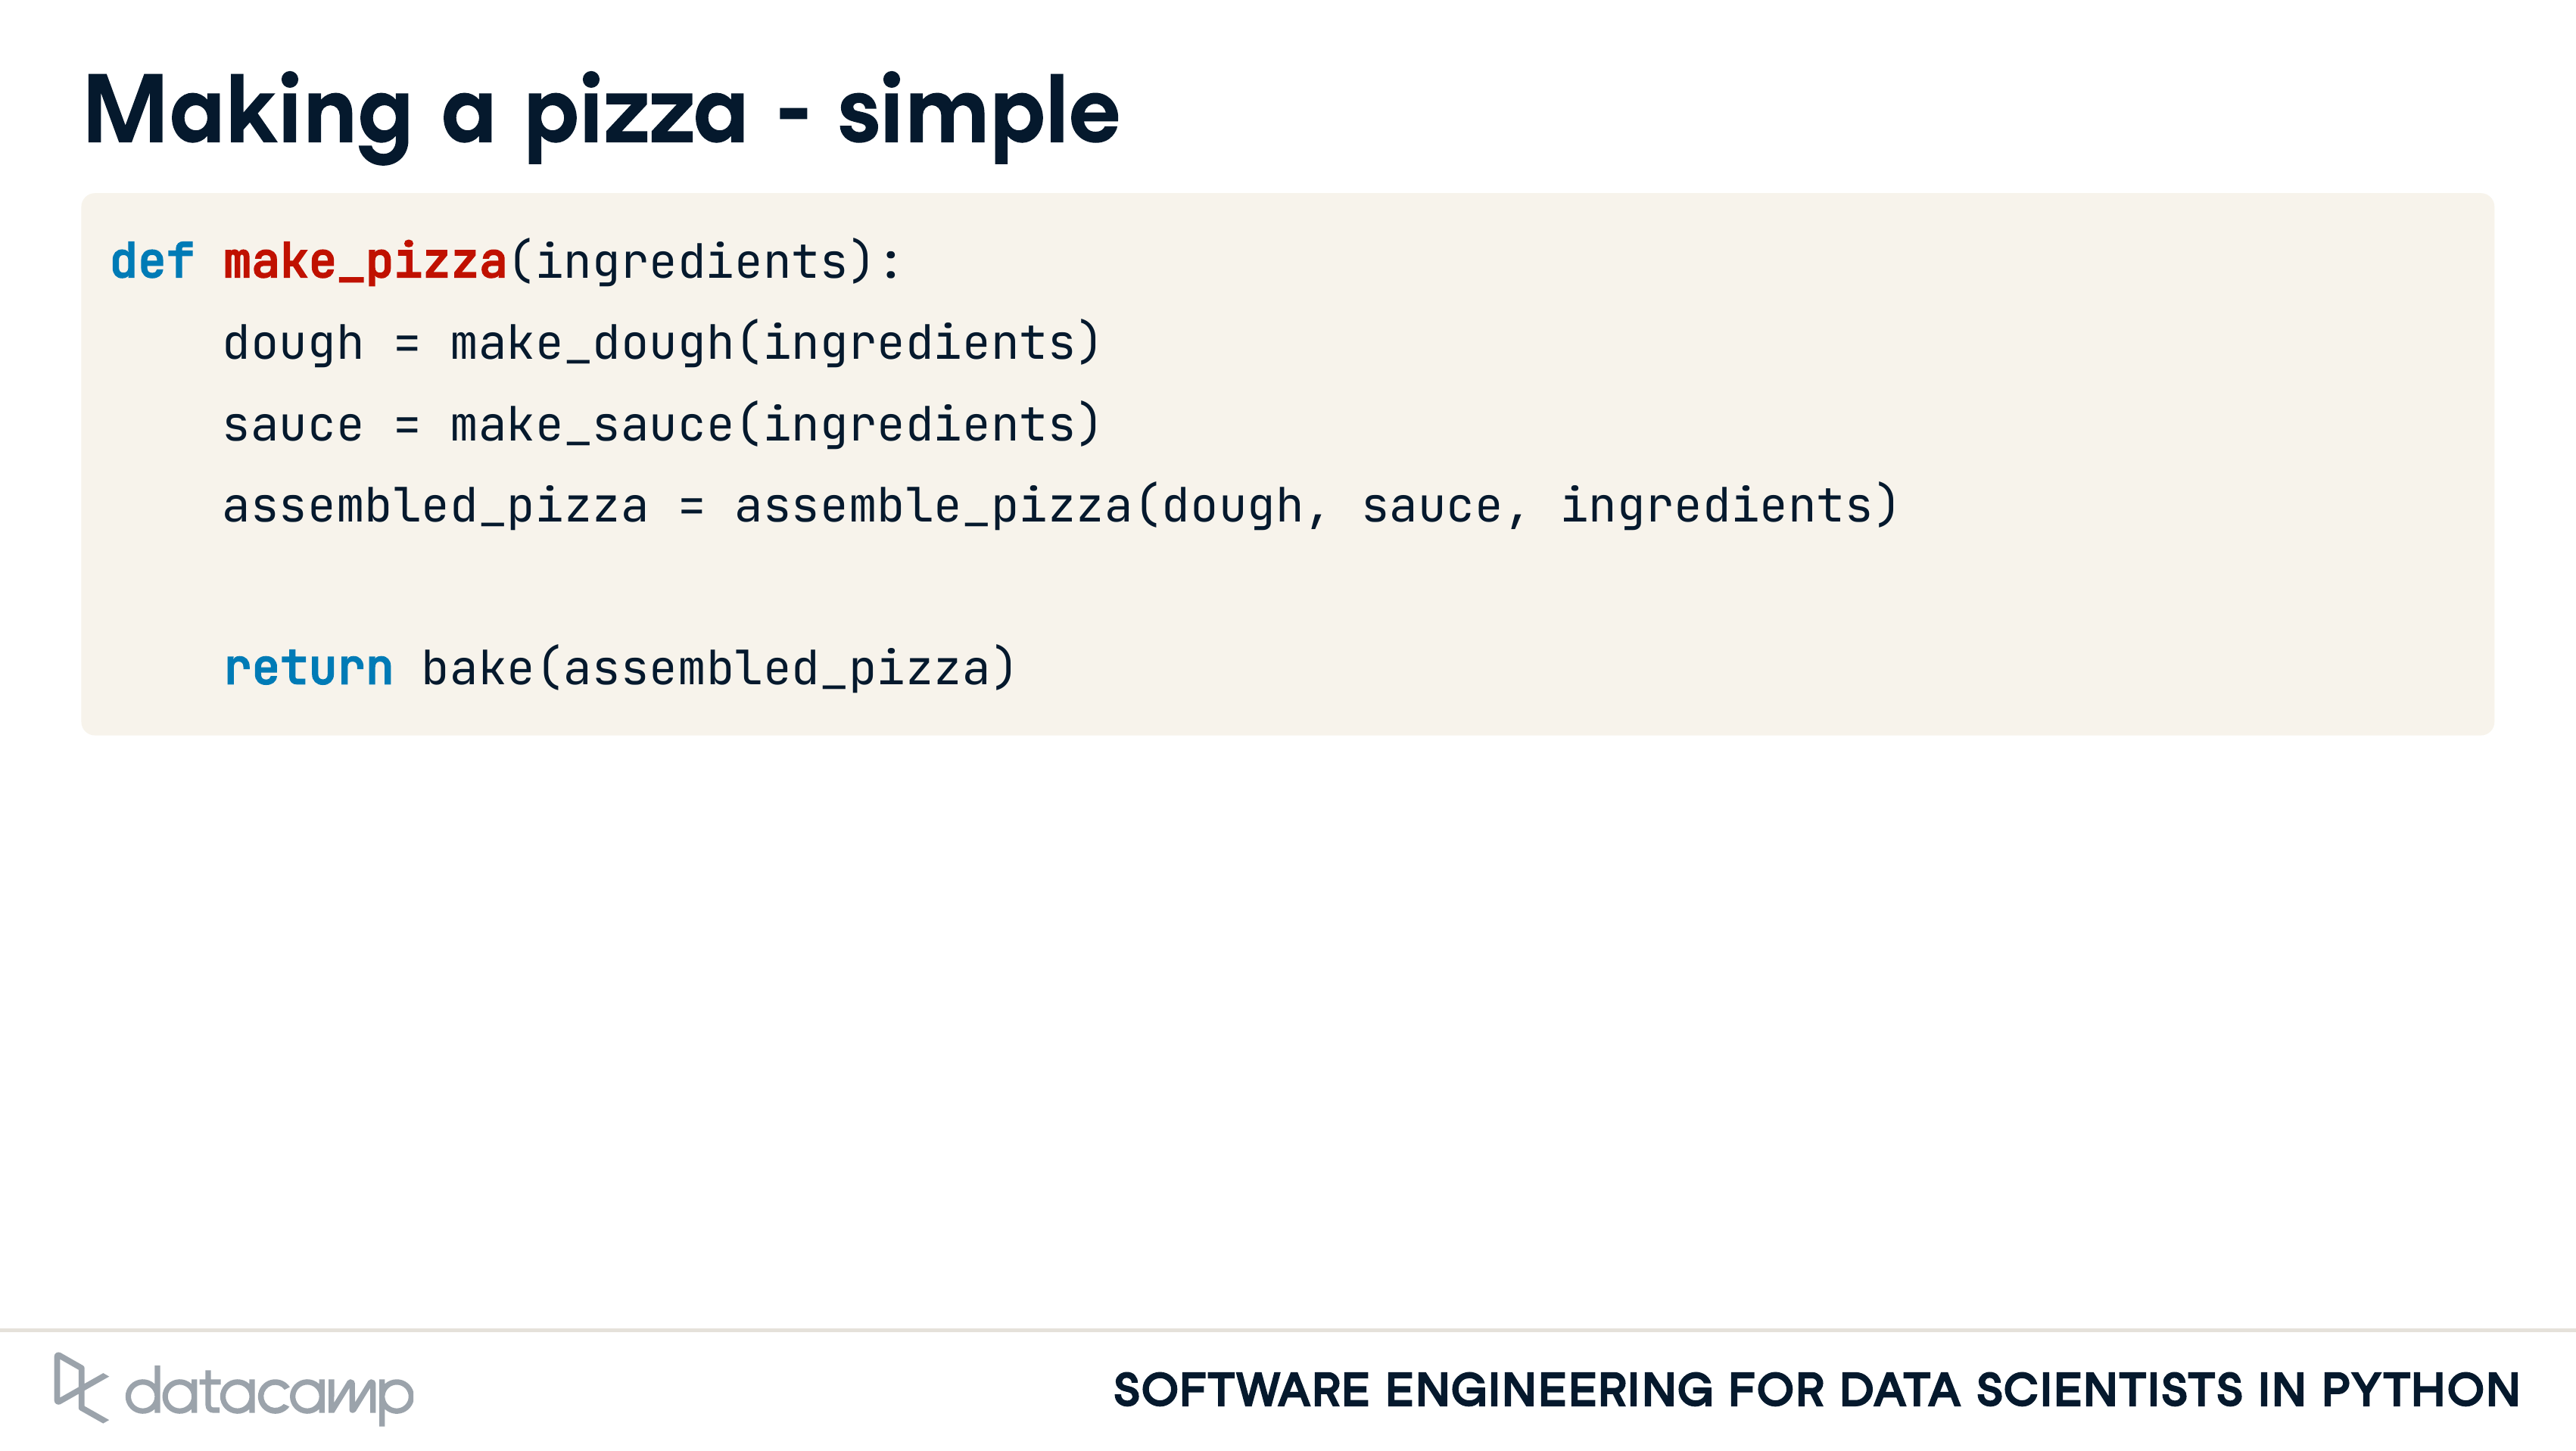 Making a pizza - simple
def make_pizza(ingredients):
    dough = make_dough(ingredients)
    sauce = make_sauce(ingredients)
    assembled_pizza = assemble_pizza(dough, sauce, ingredients)
    return bake(assembled_pizza)
datacamp
SOFTWARE ENGINEERING FOR DATA SCIENTISTS IN PYTHON